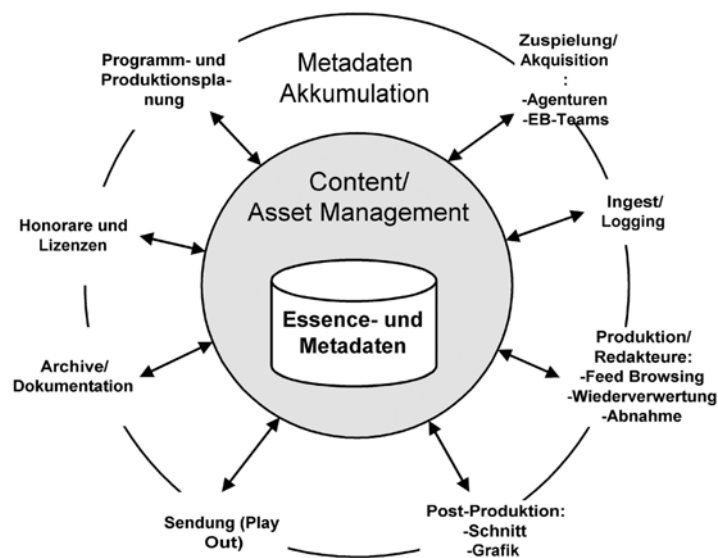 Metadaten
Akkumulation
Programm- und
Produktionspla-
nung
Zuspielung/
Akquisition
:
-Agenturen
-EB-Teams
Content/
Asset Management
Essence- und
Metadaten
Honorare und
Lizenzen
Ingest/
Logging
Archive/
Dokumentation
Produktion/
Redakteure:
-Feed Browsing
-Wiederverwertung
-Abnahme
Sendung (Play
Out)
Post-Produktion:
-Schnitt
-Grafik